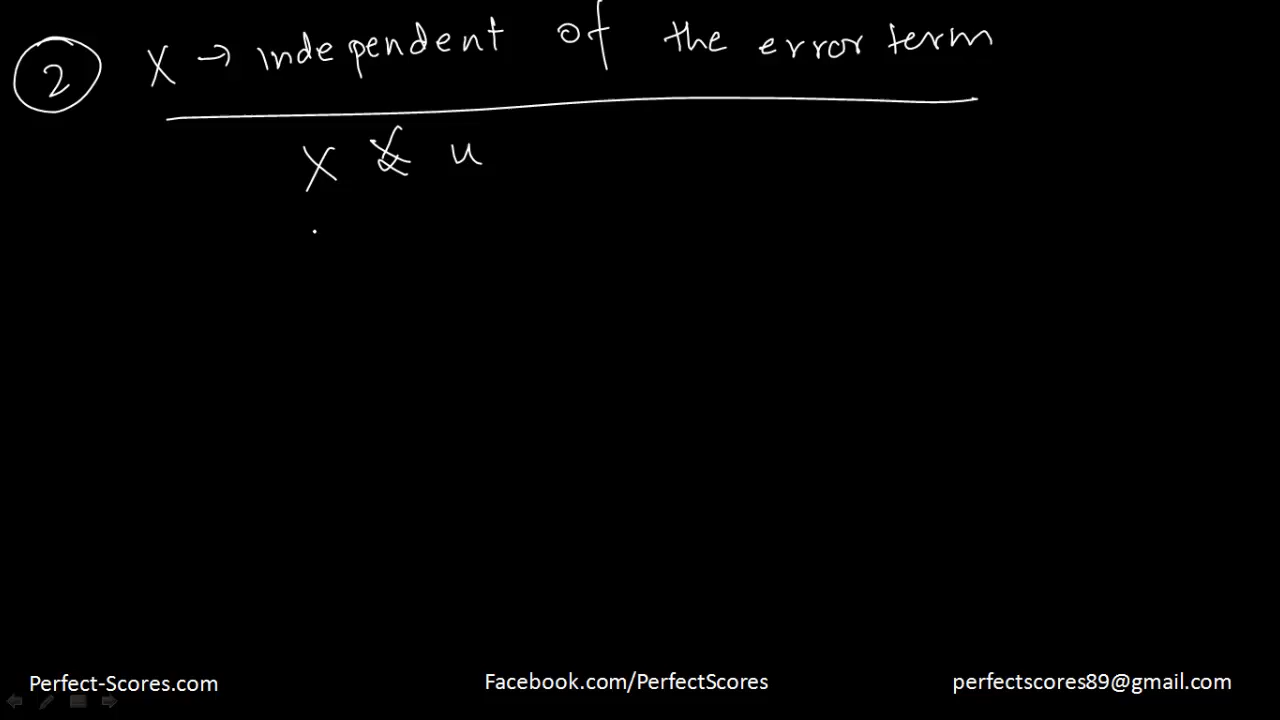 2 X → independent of the error term
X & u
Perfect-Scores.com Facebook.com/PerfectScores perfectscores89@gmail.com